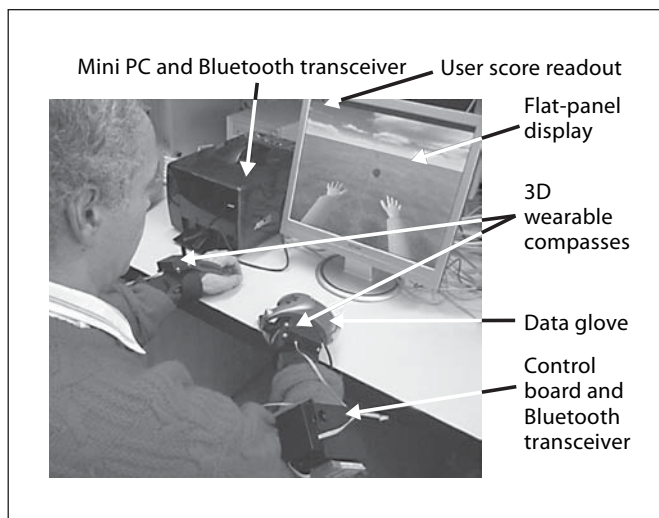 Mini PC and Bluetooth transceiver
User score readout
Flat-panel
display
3D
wearable
compasses
Data glove
Control
board and
Bluetooth
transceiver